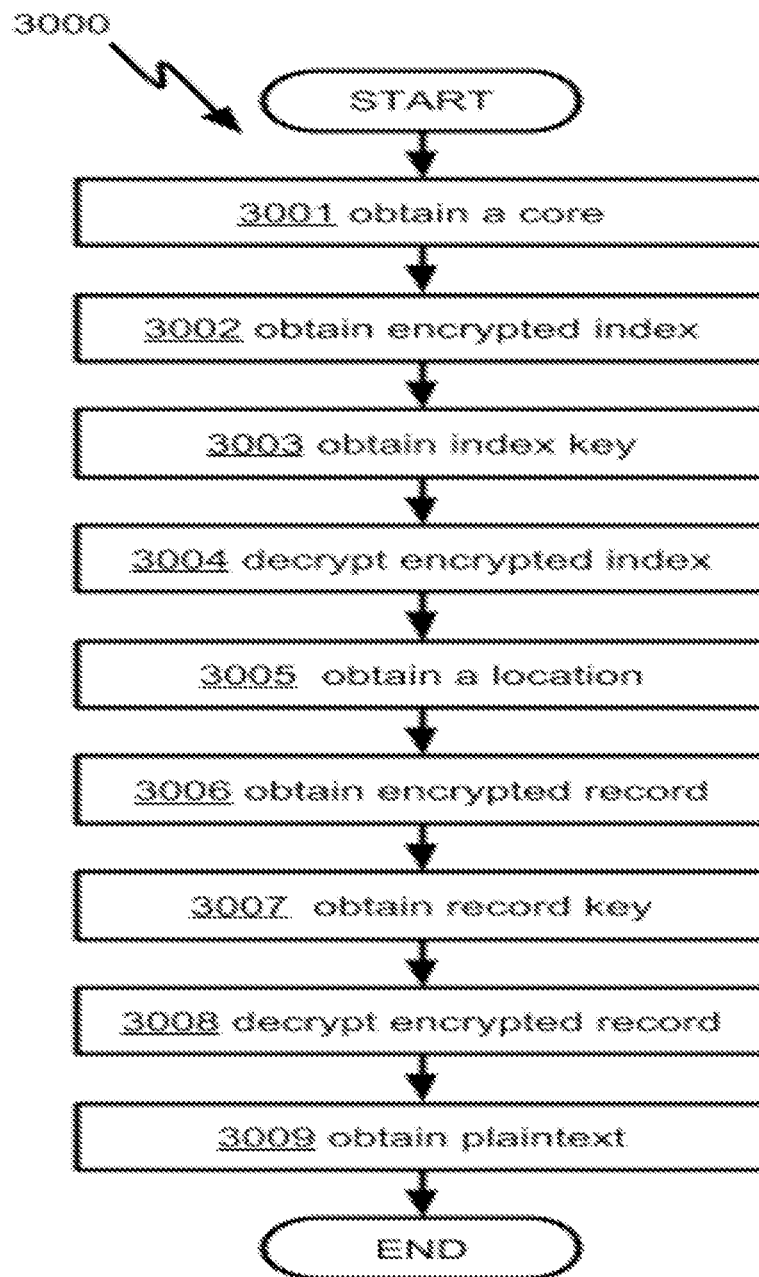 3000
START
3001 obtain a core
3002 obtain encrypted index
3003 obtain index key
3004 decrypt encrypted index
3005 obtain a location
3006 obtain encrypted record
3007 obtain record key
3008 decrypt encrypted record
3009 obtain plaintext
END